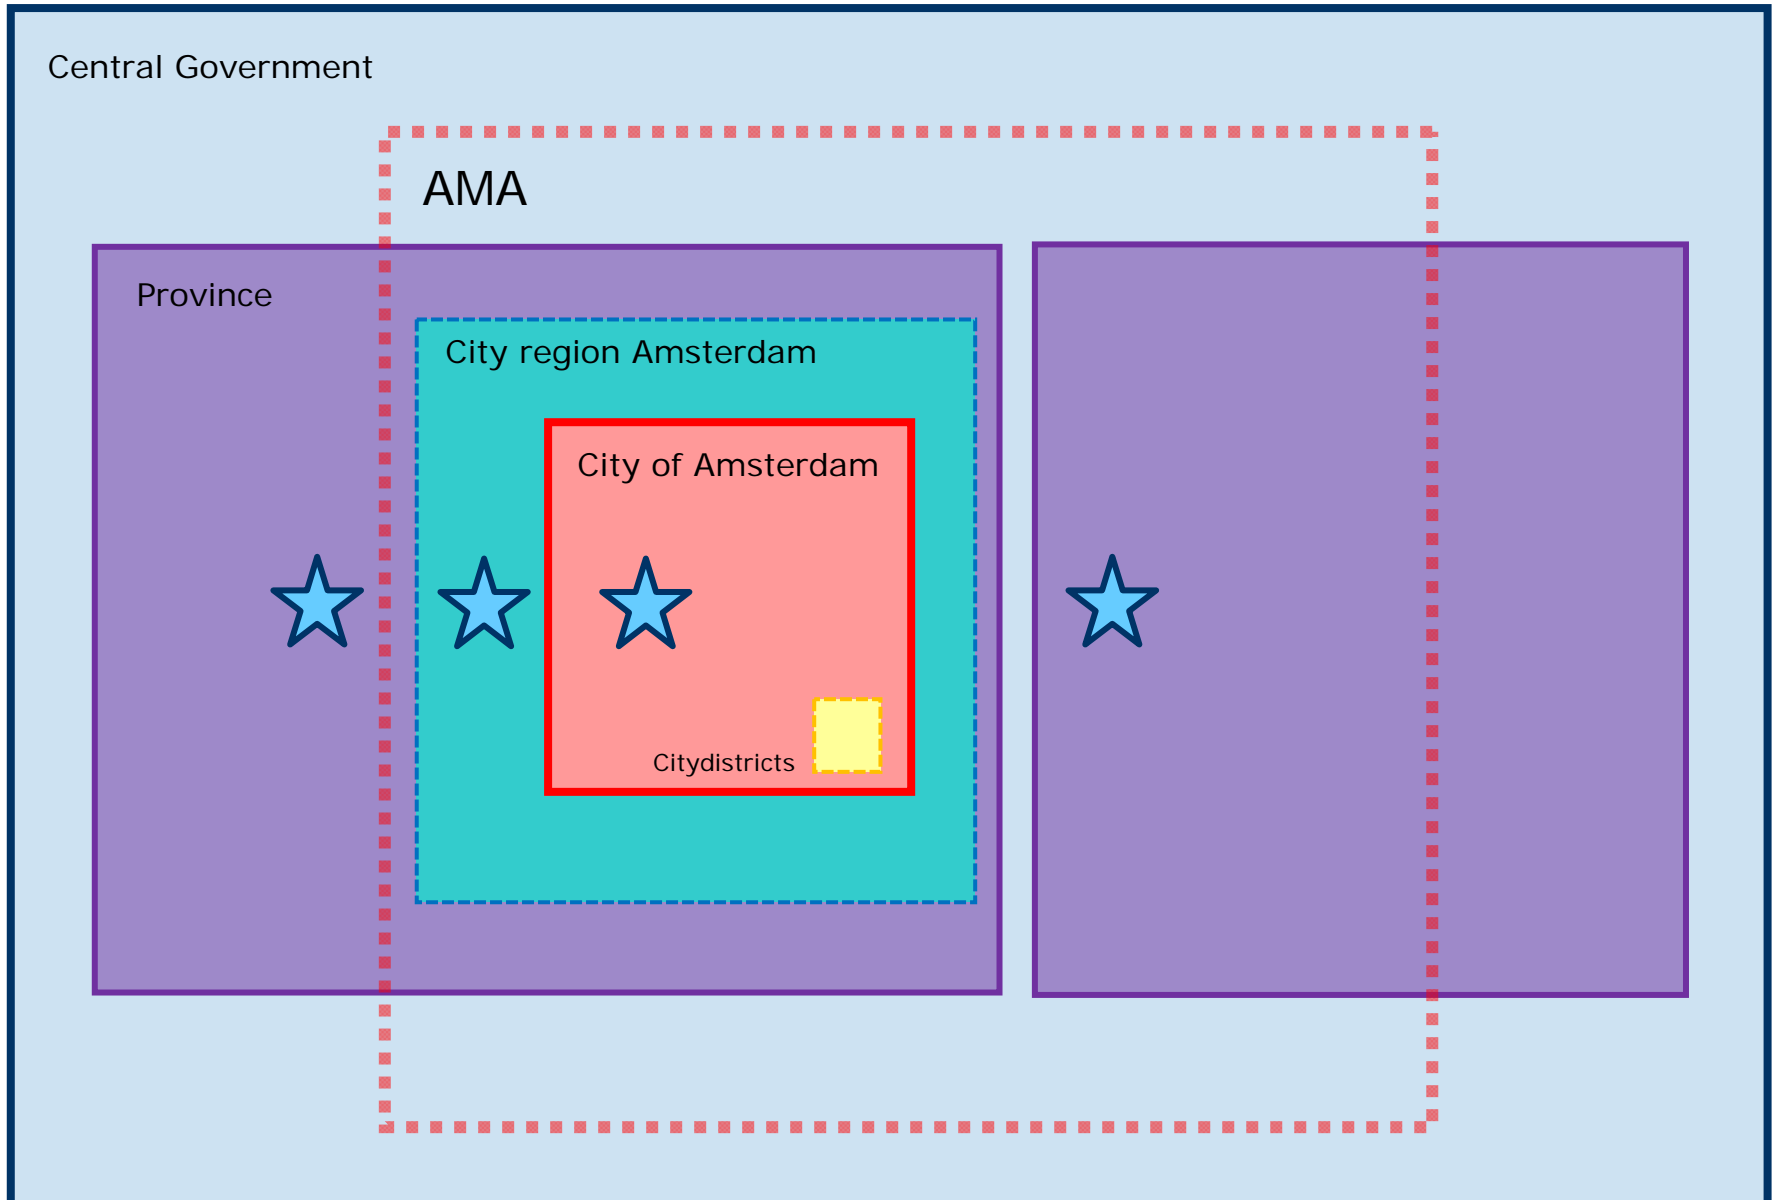 Central Government
AMA
Province
City region Amsterdam
City of Amsterdam
Citydistricts